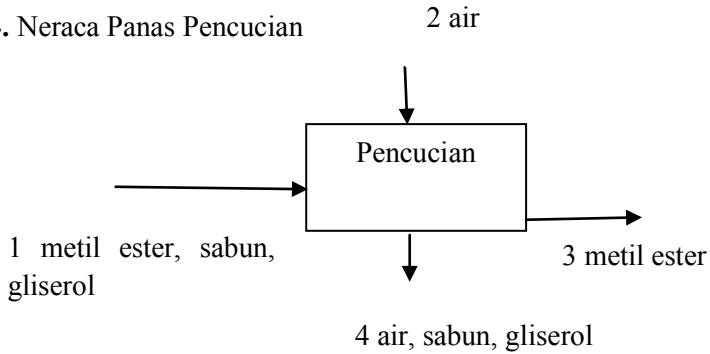 . Neraca Panas Pencucian
2 air
Pencucian
1 metil ester, sabun,
gliserol
3 metil ester
4 air, sabun, gliserol